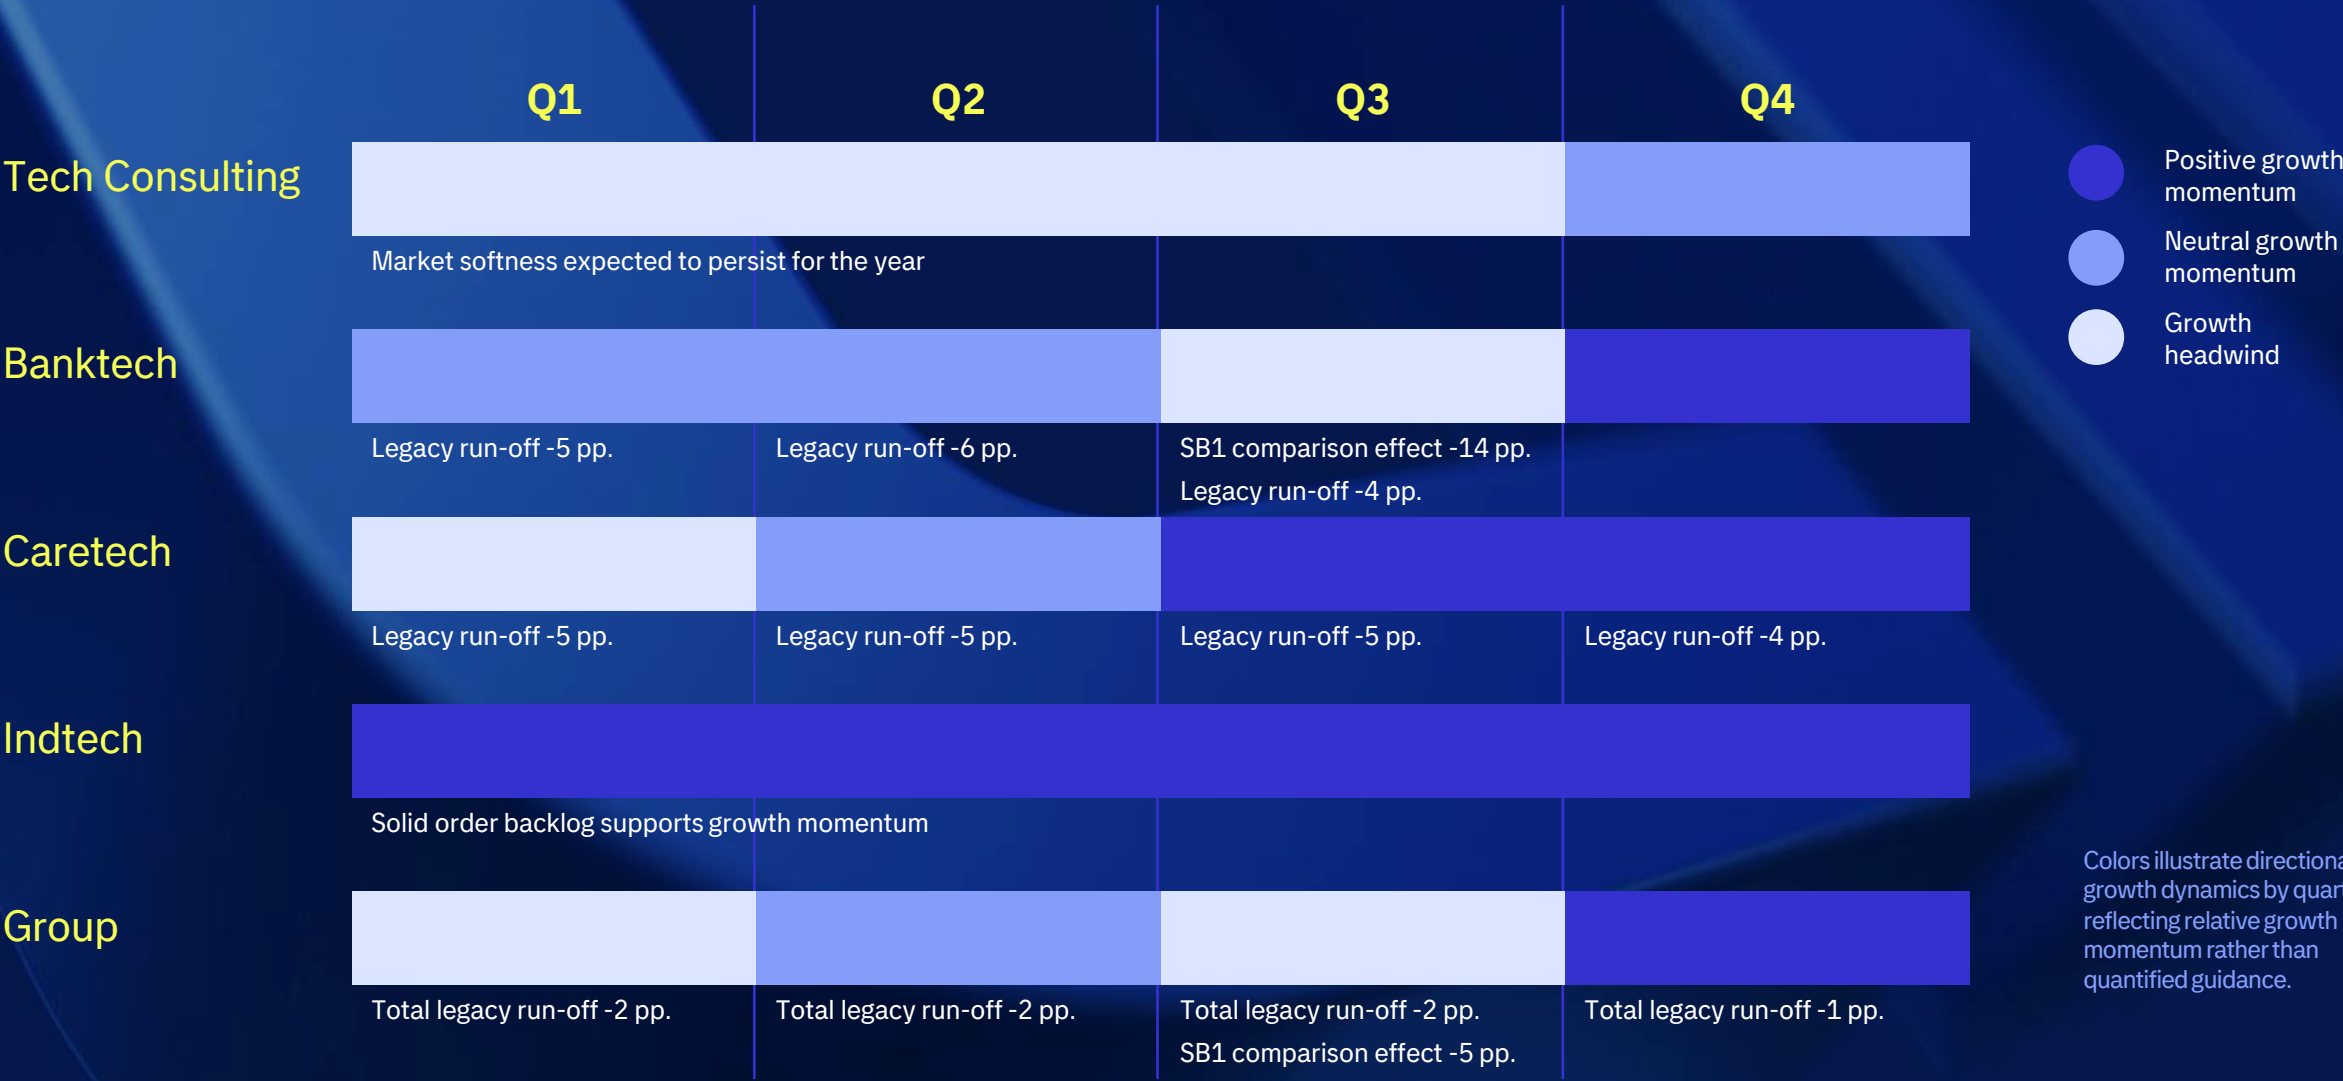 Q1 Q2 Q3 Q4
Tech Consulting
Market softness expected to persist for the year
Positive growth
momentum
Neutral growth
momentum
Growth
headwind
Banktech
Legacy run-off -5 pp. Legacy run-off -6 pp. SB1 comparison effect -14 pp.
Legacy run-off -4 pp.
Caretech
Legacy run-off -5 pp. Legacy run-off -5 pp. Legacy run-off -5 pp. Legacy run-off -4 pp.
Indtech
Solid order backlog supports growth momentum
Group
Total legacy run-off -2 pp. Total legacy run-off -2 pp. Total legacy run-off -2 pp. Total legacy run-off -1 pp.
SB1 comparison effect -5 pp.
Colors illustrate
growth dynamics by
reflecting relative growth
momentum rather than
quantified guidance.